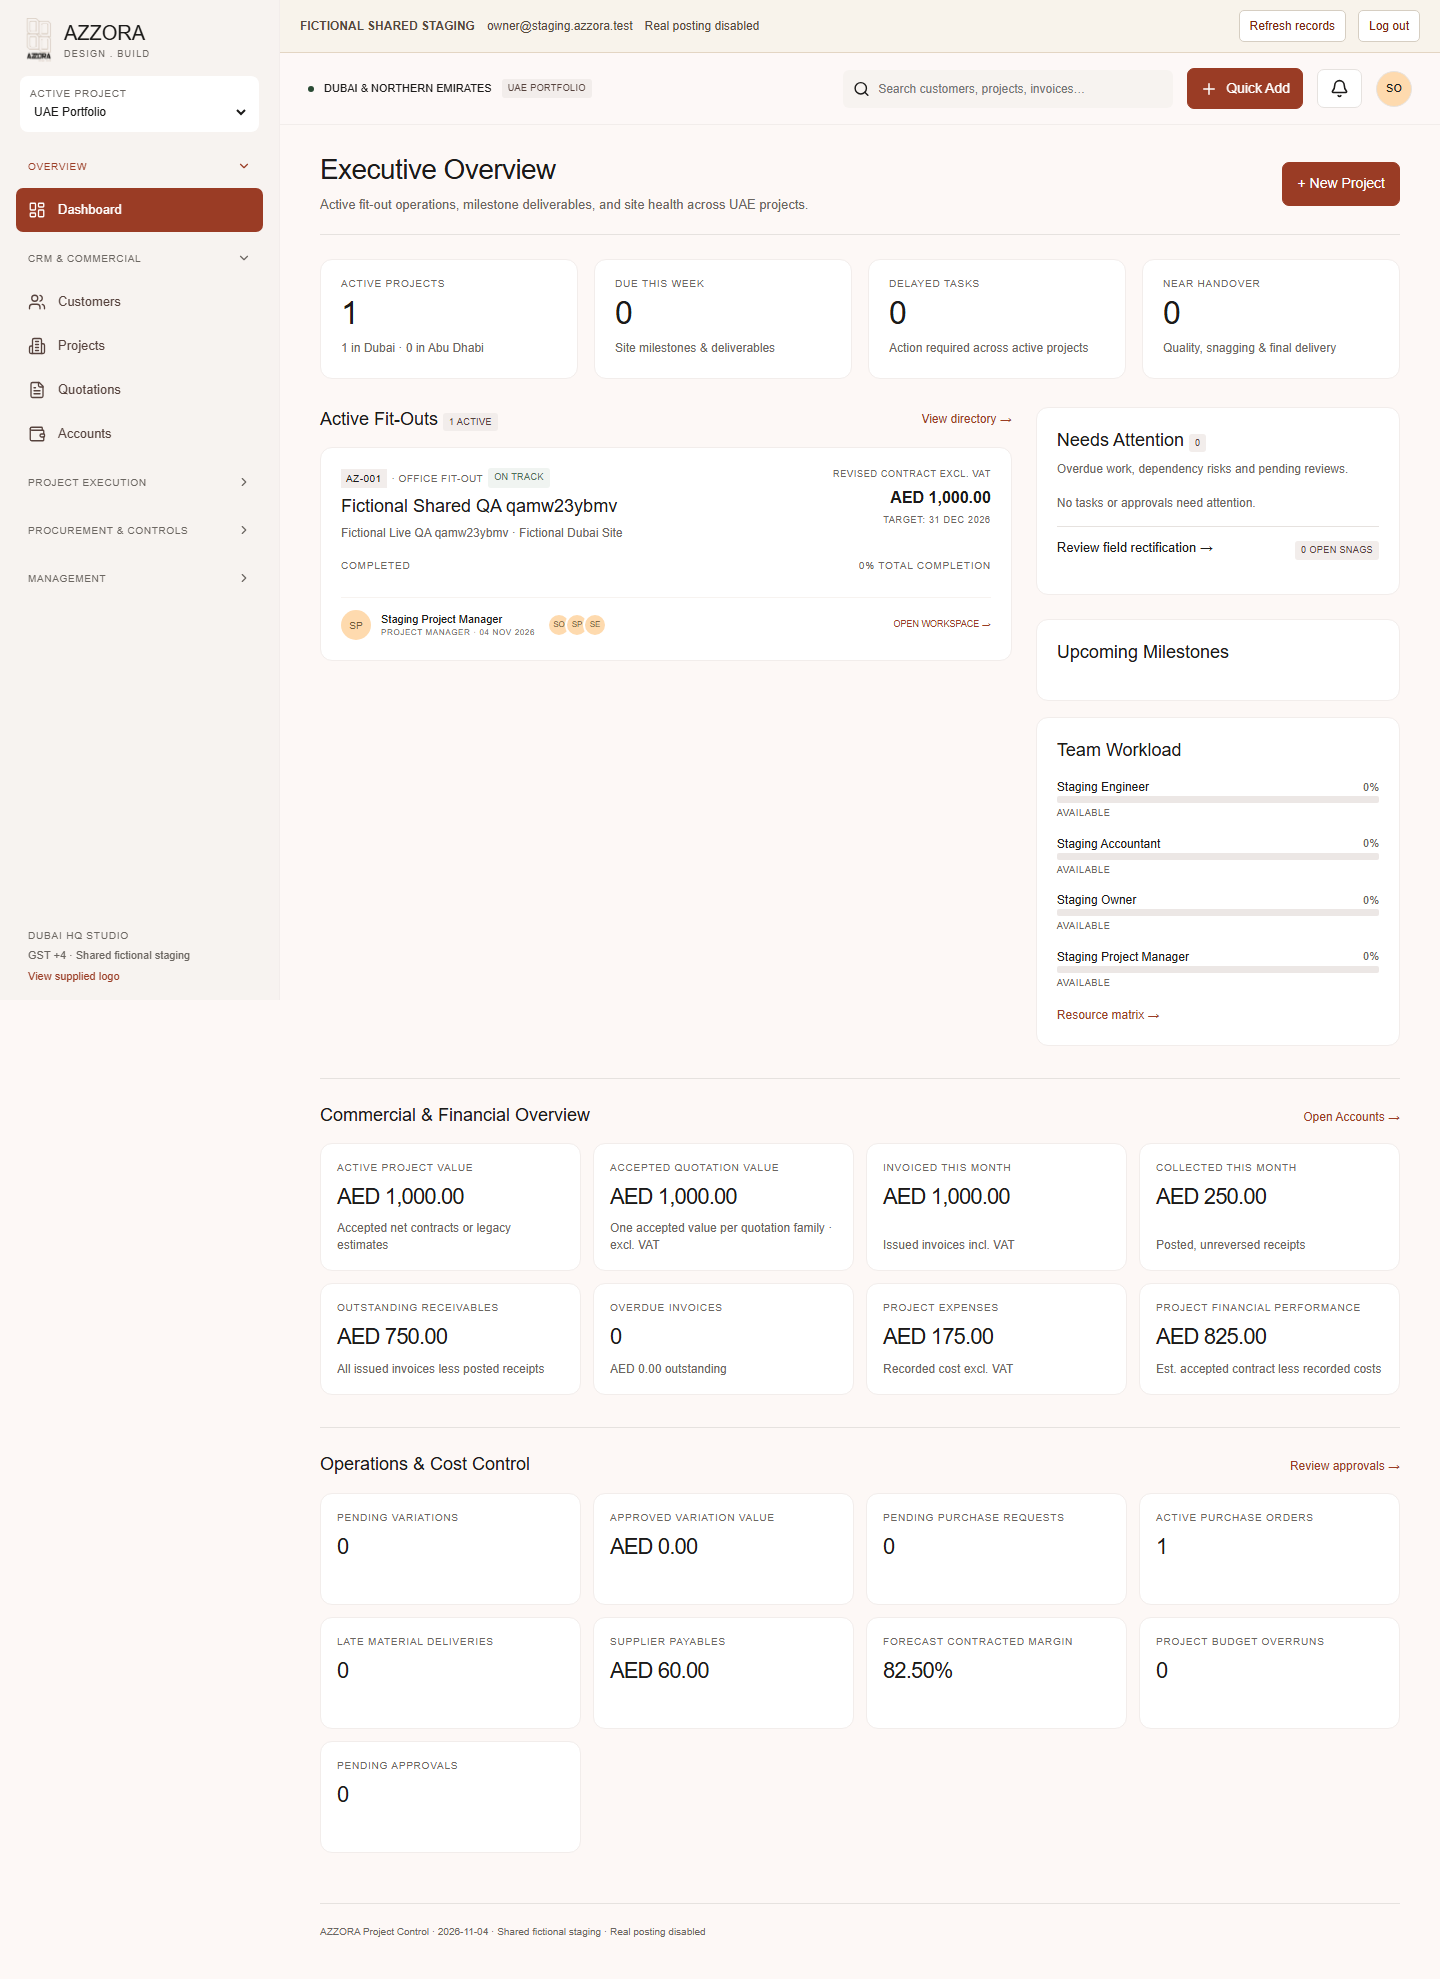 AZZORA
AZZORA
DESIGN . BUILD
ACTIVE PROJECT
UAE Portfolio
OVERVIEW
Dashboard
CRM & COMMERCIAL
Customers
Projects
Quotations
Accounts
PROJECT EXECUTION
PROCUREMENT & CONTROLS
MANAGEMENT
DUBAI HQ STUDIO
GST +4 · Shared fictional staging
View supplied logo
FICTIONAL SHARED STAGING owner@staging.azzora.test Real posting disabled
Refresh records
Log out
DUBAI & NORTHERN EMIRATES UAE PORTFOLIO
Search customers, projects, invoices…
Quick Add
SO
Executive Overview
Active fit-out operations, milestone deliverables, and site health across UAE projects.
+ New Project
ACTIVE PROJECTS
1
1 in Dubai · 0 in Abu Dhabi
DUE THIS WEEK
0
Site milestones & deliverables
DELAYED TASKS
0
Action required across active projects
NEAR HANDOVER
0
Quality, snagging & final delivery
Active Fit-Outs 1 ACTIVE
View directory →
AZ-001 · OFFICE FIT-OUT ON TRACK
Fictional Shared QA qamw23ybmv
Fictional Live QA qamw23ybmv · Fictional Dubai Site
REVISED CONTRACT EXCL. VAT
AED 1,000.00
TARGET: 31 DEC 2026
COMPLETED
0% TOTAL COMPLETION
SP
Staging Project Manager
PROJECT MANAGER · 04 NOV 2026
SO SP SE
OPEN WORKSPACE →
Needs Attention 0
Overdue work, dependency risks and pending reviews.
No tasks or approvals need attention.
Review field rectification →
0 OPEN SNAGS
Upcoming Milestones
Team Workload
Staging Engineer 0%
AVAILABLE
Staging Accountant 0%
AVAILABLE
Staging Owner 0%
AVAILABLE
Staging Project Manager 0%
AVAILABLE
Resource matrix →
Commercial & Financial Overview
Open Accounts →
ACTIVE PROJECT VALUE
AED 1,000.00
Accepted net contracts or legacy
estimates
ACCEPTED QUOTATION VALUE
AED 1,000.00
One accepted value per quotation family ·
excl. VAT
INVOICED THIS MONTH
AED 1,000.00
Issued invoices incl. VAT
COLLECTED THIS MONTH
AED 250.00
Posted, unreversed receipts
OUTSTANDING RECEIVABLES
AED 750.00
All issued invoices less posted receipts
OVERDUE INVOICES
0
AED 0.00 outstanding
PROJECT EXPENSES
AED 175.00
Recorded cost excl. VAT
PROJECT FINANCIAL PERFORMANCE
AED 825.00
Est. accepted contract less recorded costs
Operations & Cost Control
Review approvals →
PENDING VARIATIONS
0
APPROVED VARIATION VALUE
AED 0.00
PENDING PURCHASE REQUESTS
0
ACTIVE PURCHASE ORDERS
1
LATE MATERIAL DELIVERIES
0
SUPPLIER PAYABLES
AED 60.00
FORECAST CONTRACTED MARGIN
82.50%
PROJECT BUDGET OVERRUNS
0
PENDING APPROVALS
0
AZZORA Project Control · 2026-11-04 · Shared fictional staging · Real posting disabled